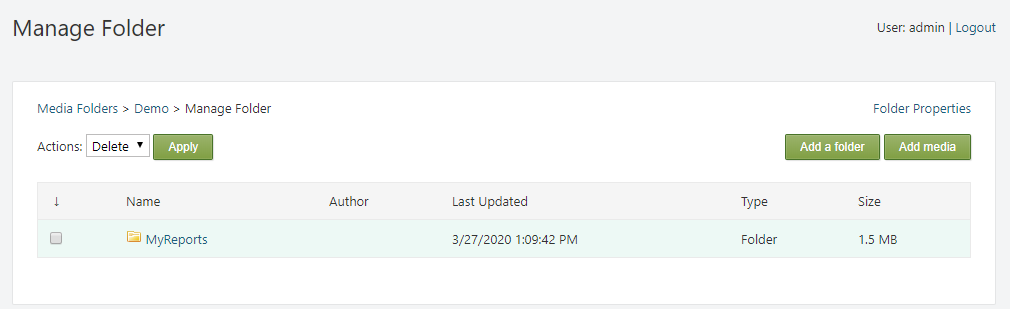 Manage Folder
User: admin | Logout
Media Folders > Demo > Manage Folder
Folder Properties
Actions: Delete ▼ Apply
Add a folder Add media
↓ Name Author Last Updated Type Size
MyReports 3/27/2020 1:09:42 PM Folder 1.5 MB